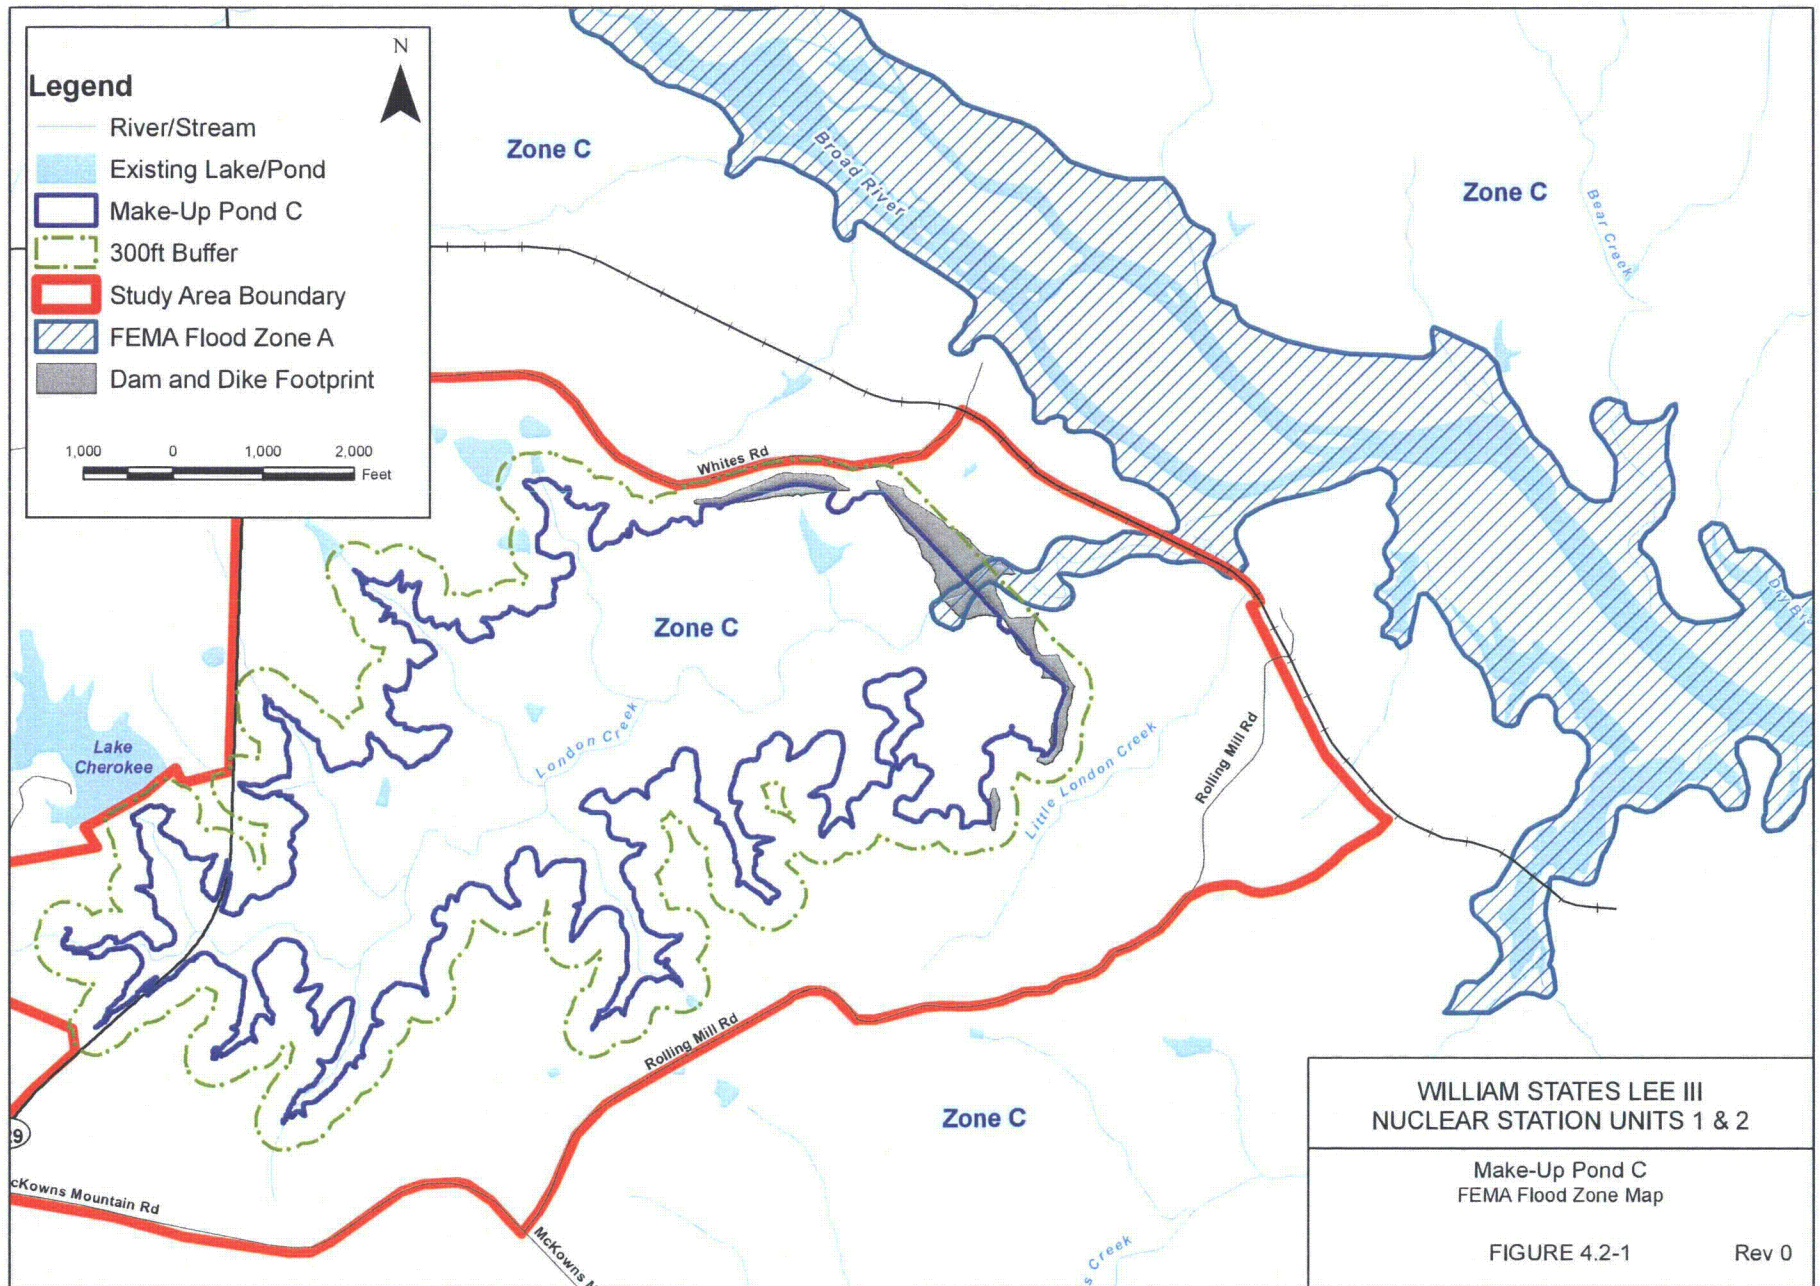 N
Legend
River/Stream
Existing Lake/Pond
Make-Up Pond C
300ft Buffer
Study Area Boundary
FEMA Flood Zone A
Dam and Dike Footprint
1,000 0 1,000 2,000
Feet
Zone C
Broad River
Zone C
Bear Creek
Whites Rd
Zone C
Dry Bra
Lake
Cherokee
London Creek
Little London Creek
Rolling Mill Rd
Rolling Mill Rd
Zone C
9
cKowns Mountain Rd
McKowns M
s Creek
WILLIAM STATES LEE III
NUCLEAR STATION UNITS 1 & 2
Make-Up Pond C
FEMA Flood Zone Map
FIGURE 4.2-1 Rev 0